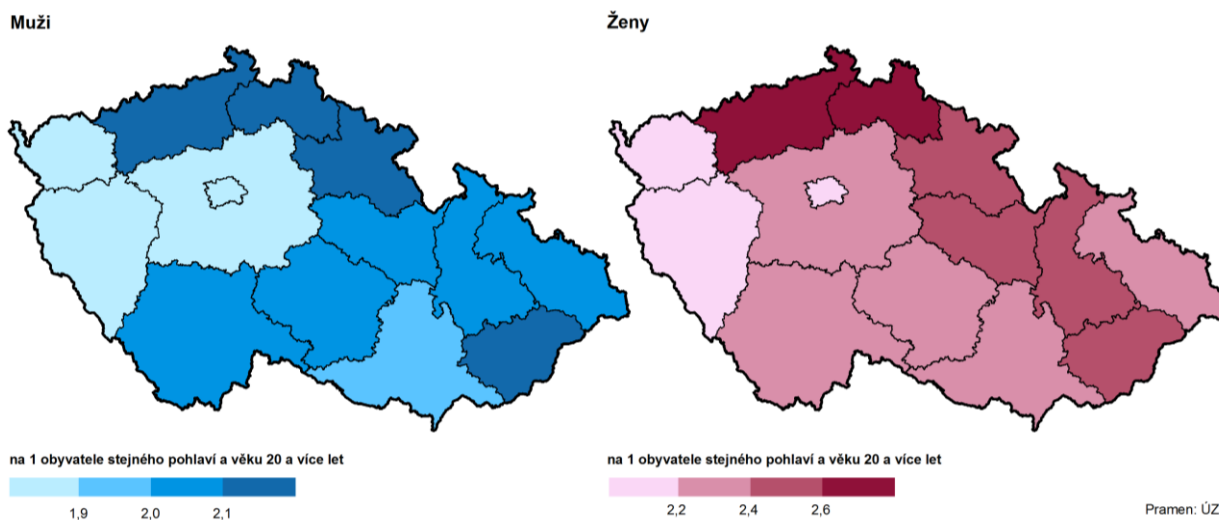 Muži
Ženy
na 1 obyvatele stejného pohlaví a věku 20 a více let
1,9 2,0 2,1
na 1 obyvatele stejného pohlaví a věku 20 a více let
2,2 2,4 2,6
Pramen: ÚZ